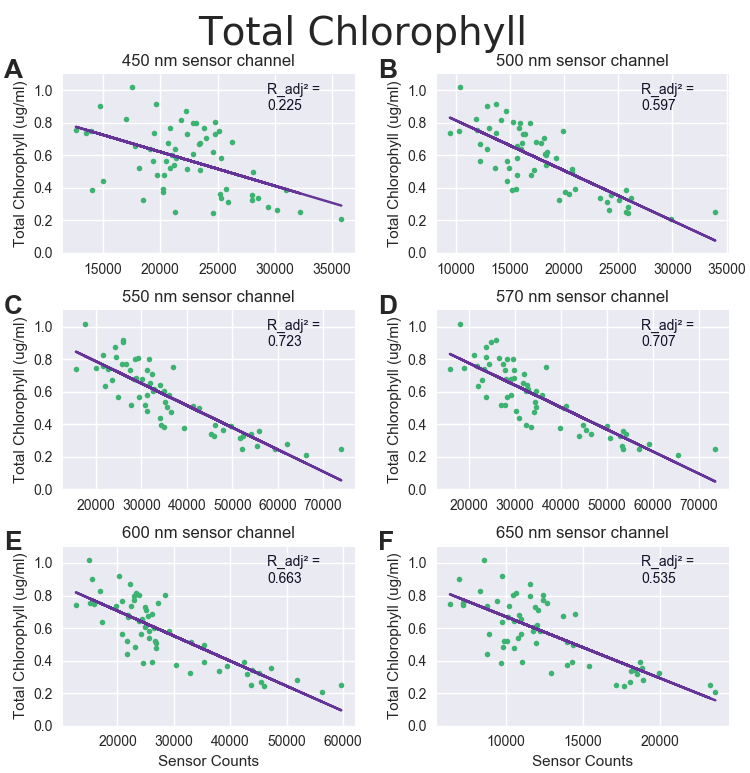 Total Chlorophyll
A
450 nm sensor channel
Total Chlorophyll (ug/ml)
1.0
0.8
0.6
0.4
0.2
0.0
R_adj² =
0.225
15000 20000 25000 30000 35000
B
500 nm sensor channel
Total Chlorophyll (ug/ml)
1.0
0.8
0.6
0.4
0.2
0.0
R_adj² =
0.597
10000 15000 20000 25000 30000 35000
C
550 nm sensor channel
Total Chlorophyll (ug/ml)
1.0
0.8
0.6
0.4
0.2
0.0
R_adj² =
0.723
20000 30000 40000 50000 60000 70000
D
570 nm sensor channel
Total Chlorophyll (ug/ml)
1.0
0.8
0.6
0.4
0.2
0.0
R_adj² =
0.707
20000 30000 40000 50000 60000 70000
E
600 nm sensor channel
Total Chlorophyll (ug/ml)
1.0
0.8
0.6
0.4
0.2
0.0
R_adj² =
0.663
20000 30000 40000 50000 60000
Sensor Counts
F
650 nm sensor channel
Total Chlorophyll (ug/ml)
1.0
0.8
0.6
0.4
0.2
0.0
R_adj² =
0.535
10000 15000 20000
Sensor Counts